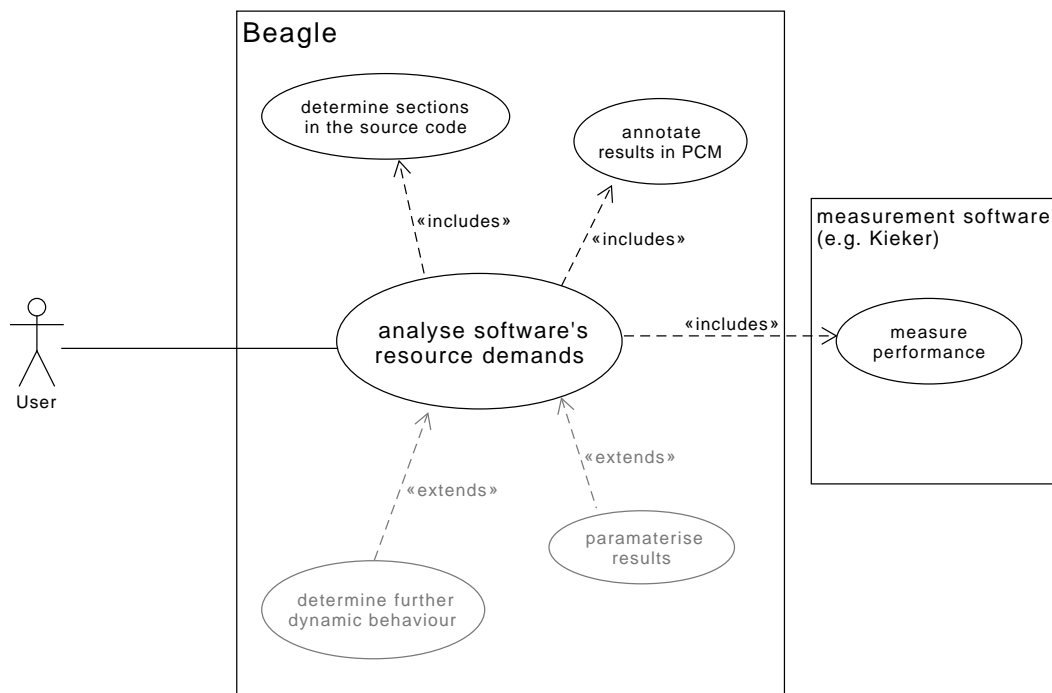 Beagle
determine sections
in the source code
annotate
results in PCM
«includes»
«includes»
measurement software
(e.g. Kieker)
analyse software's
resource demands
«includes»
measure
performance
User
«extends»
«extends»
paramaterise
results
determine further
dynamic behaviour